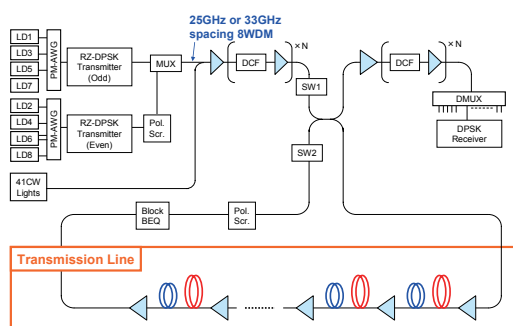 25GHz or 33GHz
spacing 8WDM
LD1
LD3
LD5
LD7
PM-AWG
RZ-DPSK
Transmitter
(Odd)
MUX
LD2
LD4
LD6
LD8
PM-AWG
RZ-DPSK
Transmitter
(Even)
Pol.
Scr.
41CW
Lights
DCF
×N
SW1
SW2
DCF
×N
DMUX
DPSK
Receiver
Block
BEQ
Pol.
Scr.
Transmission Line